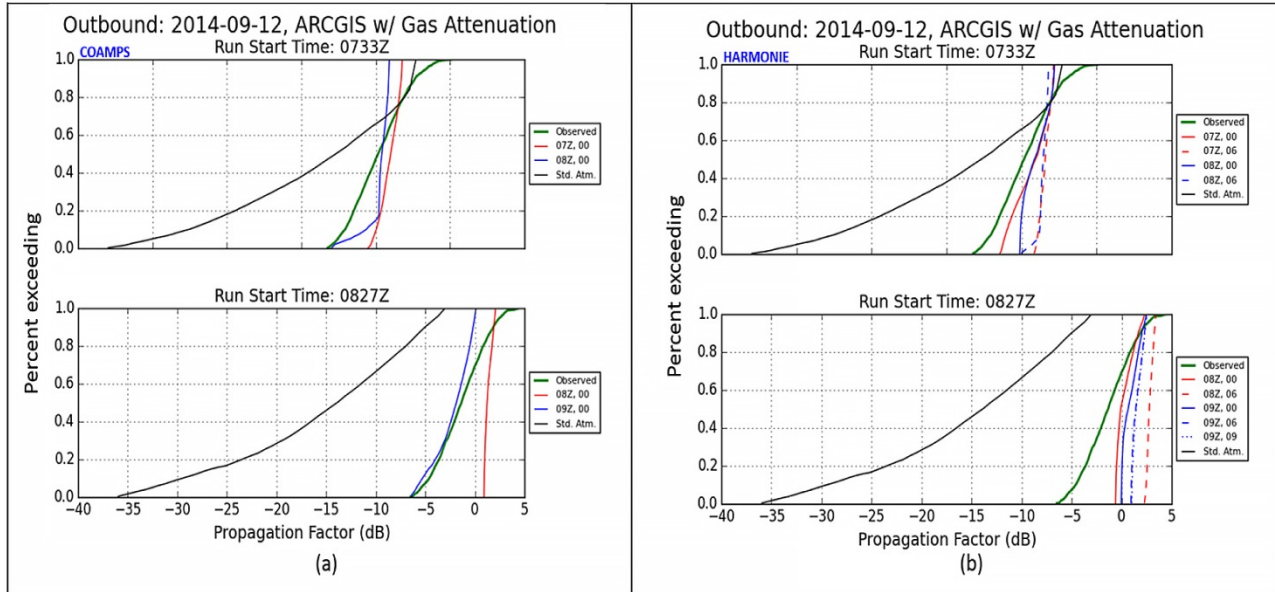 Outbound: 2014-09-12, ARCGIS w/ Gas Attenuation
COAMPS
Run Start Time: 0733Z
1.0
0.8
0.6
0.4
0.2
0.0
Observed
07Z, 00
08Z, 00
Std. Atm.
Percent exceeding
Run Start Time: 0827Z
1.0
0.8
0.6
0.4
0.2
0.0
Observed
08Z, 00
09Z, 00
Std. Atm.
−40 −35 −30 −25 −20 −15 −10 −5 0 5
Propagation Factor (dB)
(a)
Outbound: 2014-09-12, ARCGIS w/ Gas Attenuation
HARMONIE
Run Start Time: 0733Z
1.0
0.8
0.6
0.4
0.2
0.0
Observed
07Z, 00
07Z, 06
08Z, 00
08Z, 06
Std. Atm.
Percent exceeding
Run Start Time: 0827Z
1.0
0.8
0.6
0.4
0.2
0.0
Observed
08Z, 00
08Z, 06
09Z, 00
09Z, 06
09Z, 09
Std. Atm.
−40 −35 −30 −25 −20 −15 −10 −5 0 5
Propagation Factor (dB)
(b)